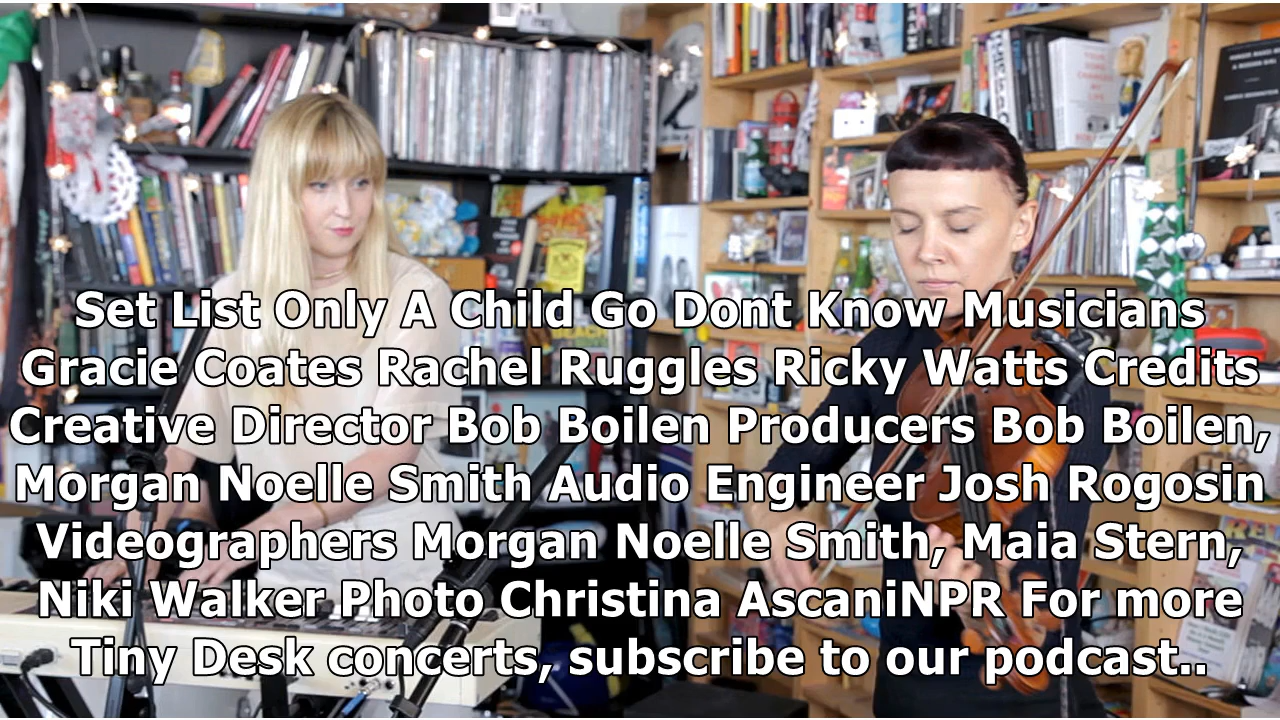 Set List Only A Child Go Dont Know Musicians
Gracie Coates Rachel Ruggles Ricky Watts Credits
Creative Director Bob Boilen Producers Bob Boilen,
Morgan Noelle Smith Audio Engineer Josh Rogosin
Videographers Morgan Noelle Smith, Maia Stern,
Niki Walker Photo Christina AscaniNPR For more
Tiny Desk concerts, subscribe to our podcast..